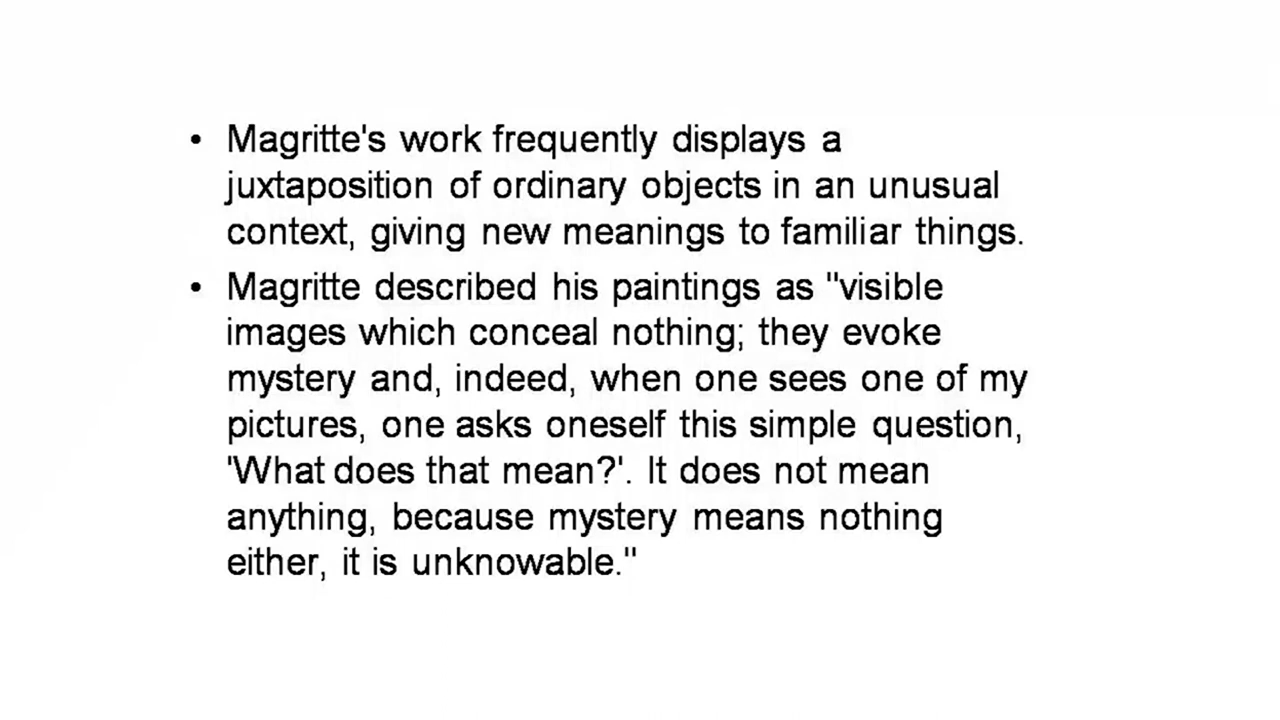 • Magritte's work frequently displays a
juxtaposition of ordinary objects in an unusual
context, giving new meanings to familiar things.
• Magritte described his paintings as "visible
images which conceal nothing; they evoke
mystery and, indeed, when one sees one of my
pictures, one asks oneself this simple question,
'What does that mean?'. It does not mean
anything, because mystery means nothing
either, it is unknowable."